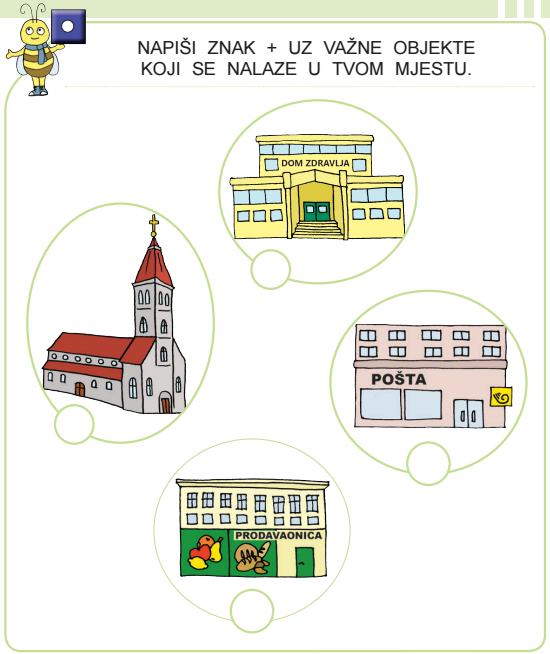 NAPIŠI ZNAK + UZ VAŽNE OBJEKTE
KOJI SE NALAZE U TVOM MJESTU.
DOM ZDRAVLJA
POŠTA
PRODAVAONICA